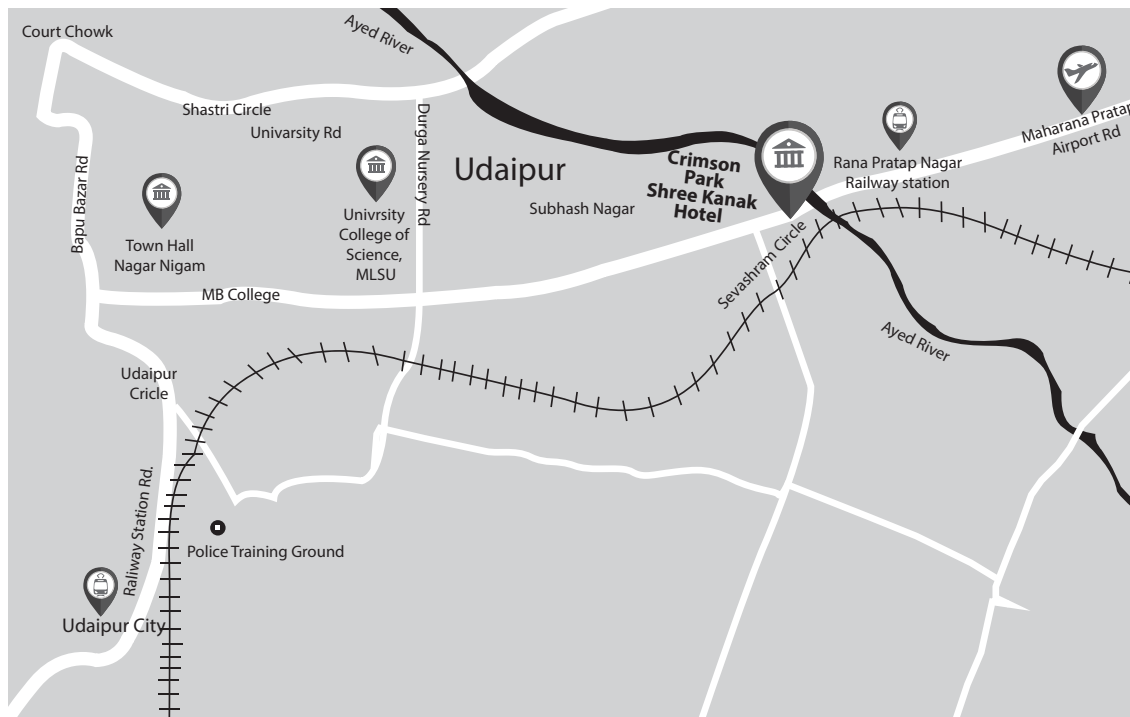 Court Chowk
Ayed River
Shastri Circle
Univarsity Rd
Durga Nursery Rd
Bapu Bazar Rd
Town Hall
Nagar Nigam
Univrsity
College of
Science,
MLSU
Udaipur
Subhash Nagar
Crimson
Park
Shree Kanak
Hotel
Rana Pratap Nagar
Railway station
Maharana Pratap
Airport Rd
MB College
Sevashram Circle
Ayed River
Udaipur
Cricle
Raliway Station Rd.
Police Training Ground
Udaipur City